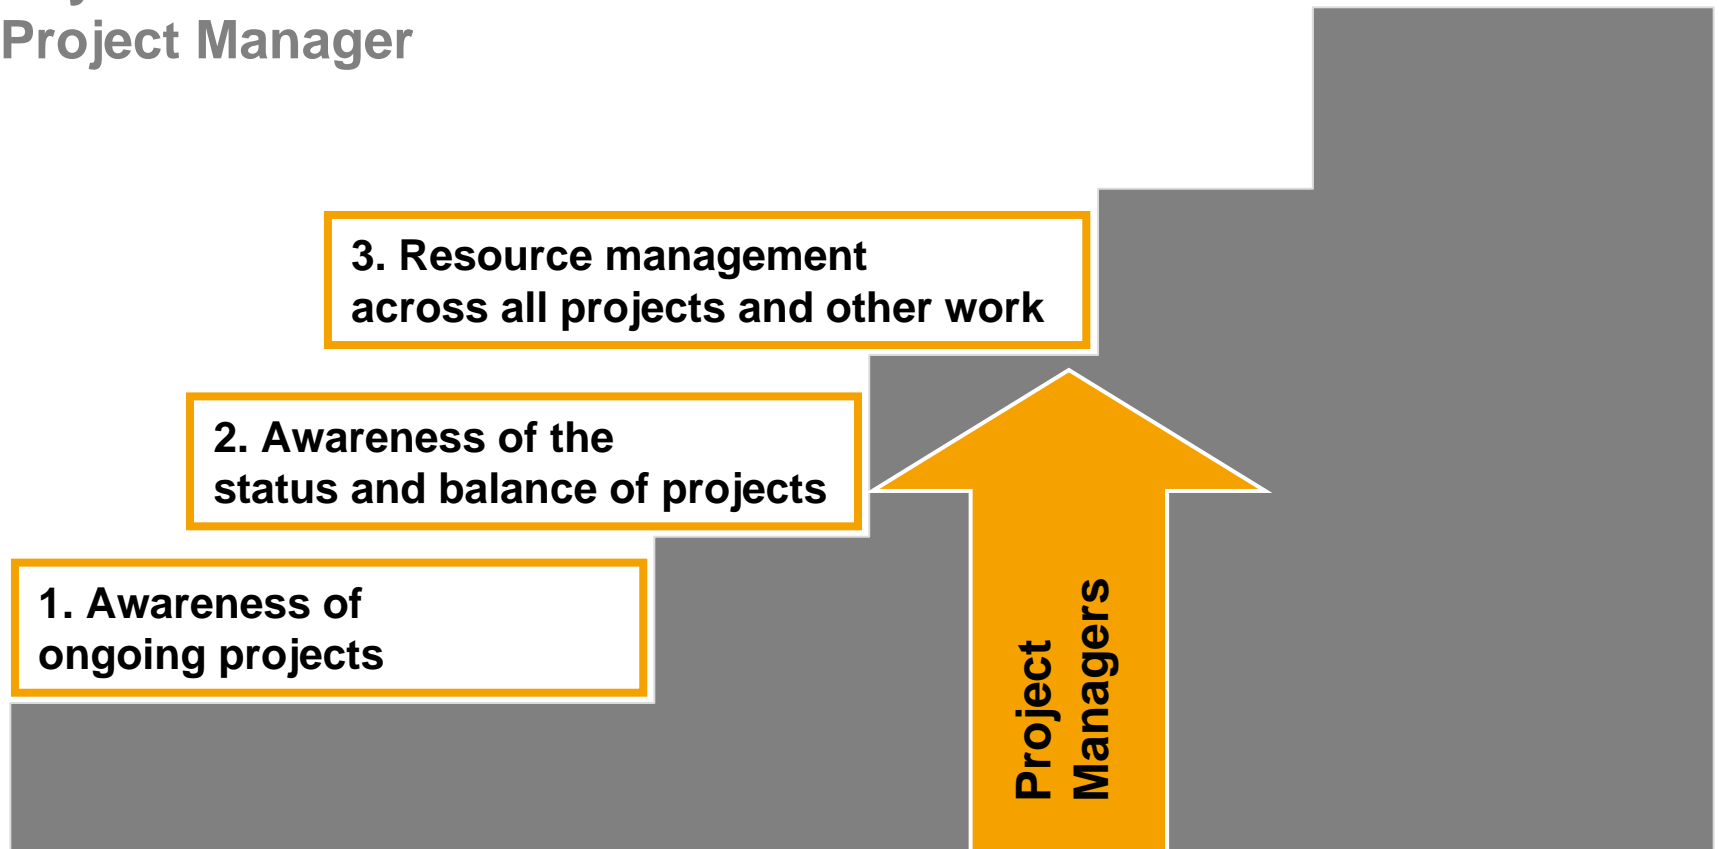 Project Manager
3. Resource management
across all projects and other work
2. Awareness of the
status and balance of projects
1. Awareness of
ongoing projects
Project
Managers